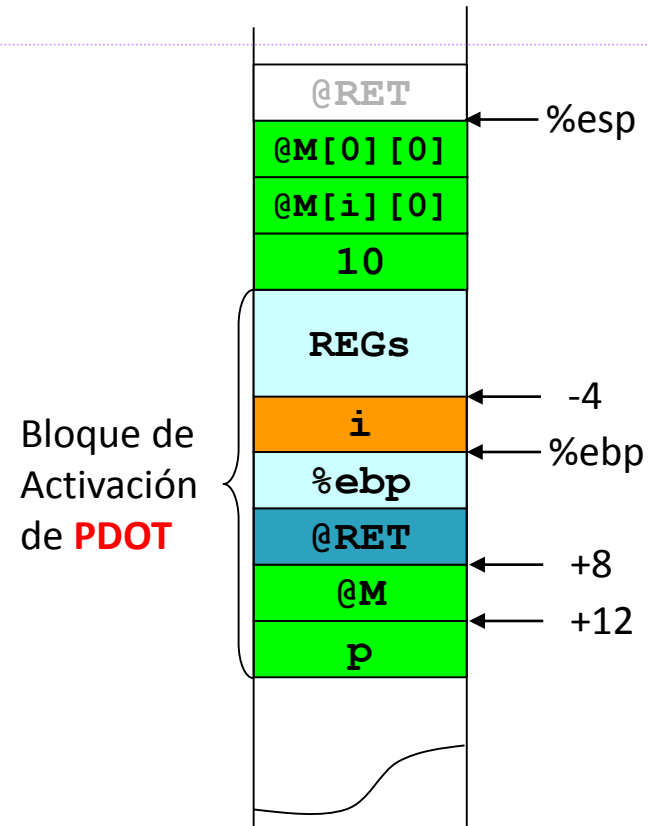 @RET
%esp
@M[0][0]
@M[i][0]
10
REGs
-4
i
%ebp
%ebp
@RET
+8
@M
+12
p
Bloque de
Activación
de PDOT